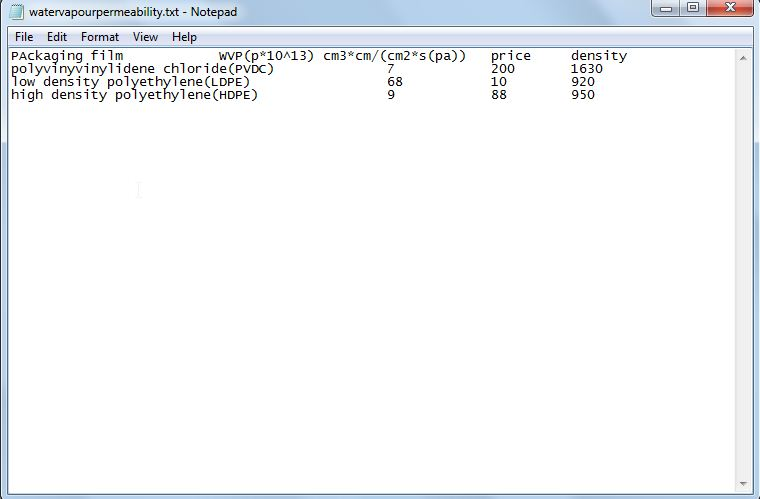 watervapourpermeability.txt - Notepad
File Edit Format View Help
PAckaging film WVP(p*10^13) cm3*cm/(cm2*s(pa)) price density
polyvinyvinylidene chloride(PVDC) 7 200 1630
low density polyethylene(LDPE) 68 10 920
high density polyethylene(HDPE) 9 88 950